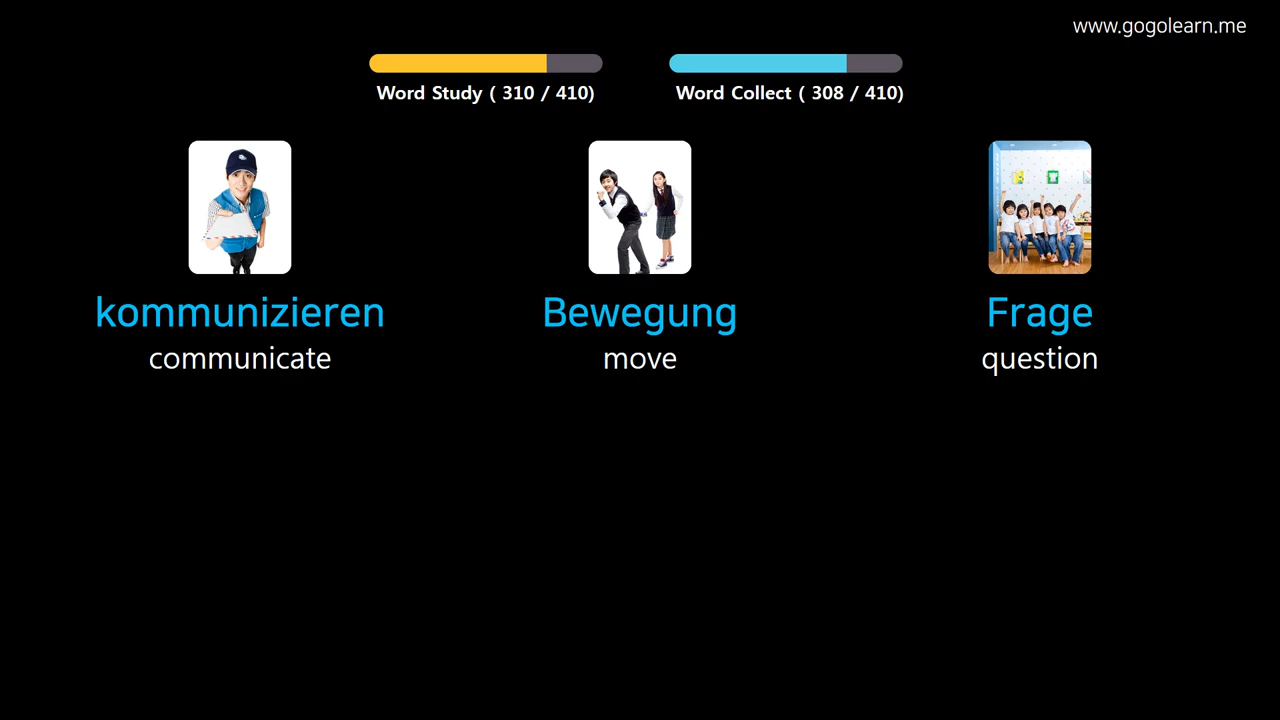 www.gogolearn.me
Word Study ( 310 / 410)
Word Collect ( 308 / 410)
kommunizieren
communicate
Bewegung
move
Frage
question